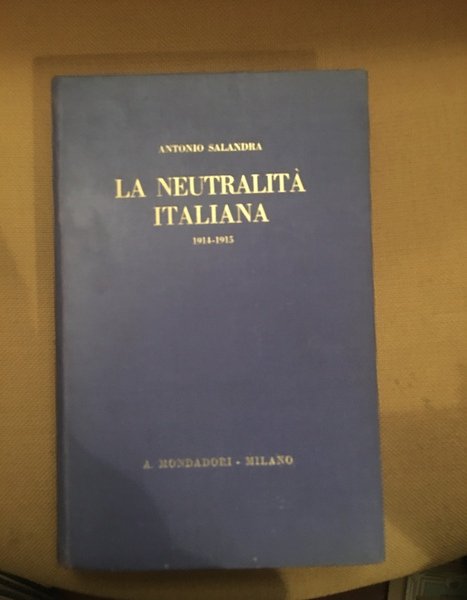 ANTONIO SALANDRA
LA NEUTRALITÀ
ITALIANA
1914-1915
A. MONDADORI - MILANO